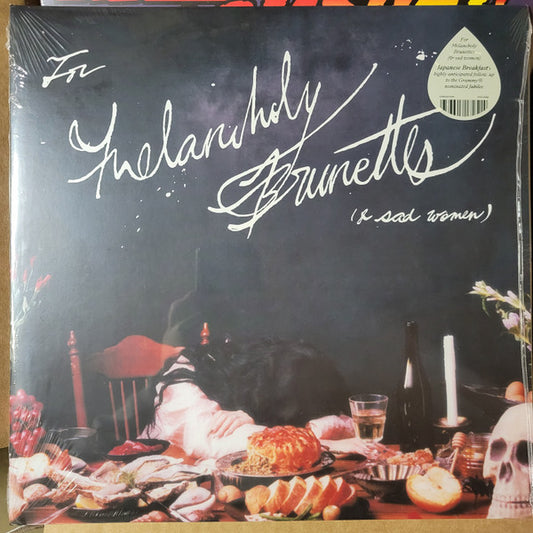 For
Melancholy
Brunettes
(& sad women)
For
Melancholy
Brunettes
(& sad women)
Japanese Breakfast's
highly anticipated follow up
to the Grammy®
nominated Jubilee